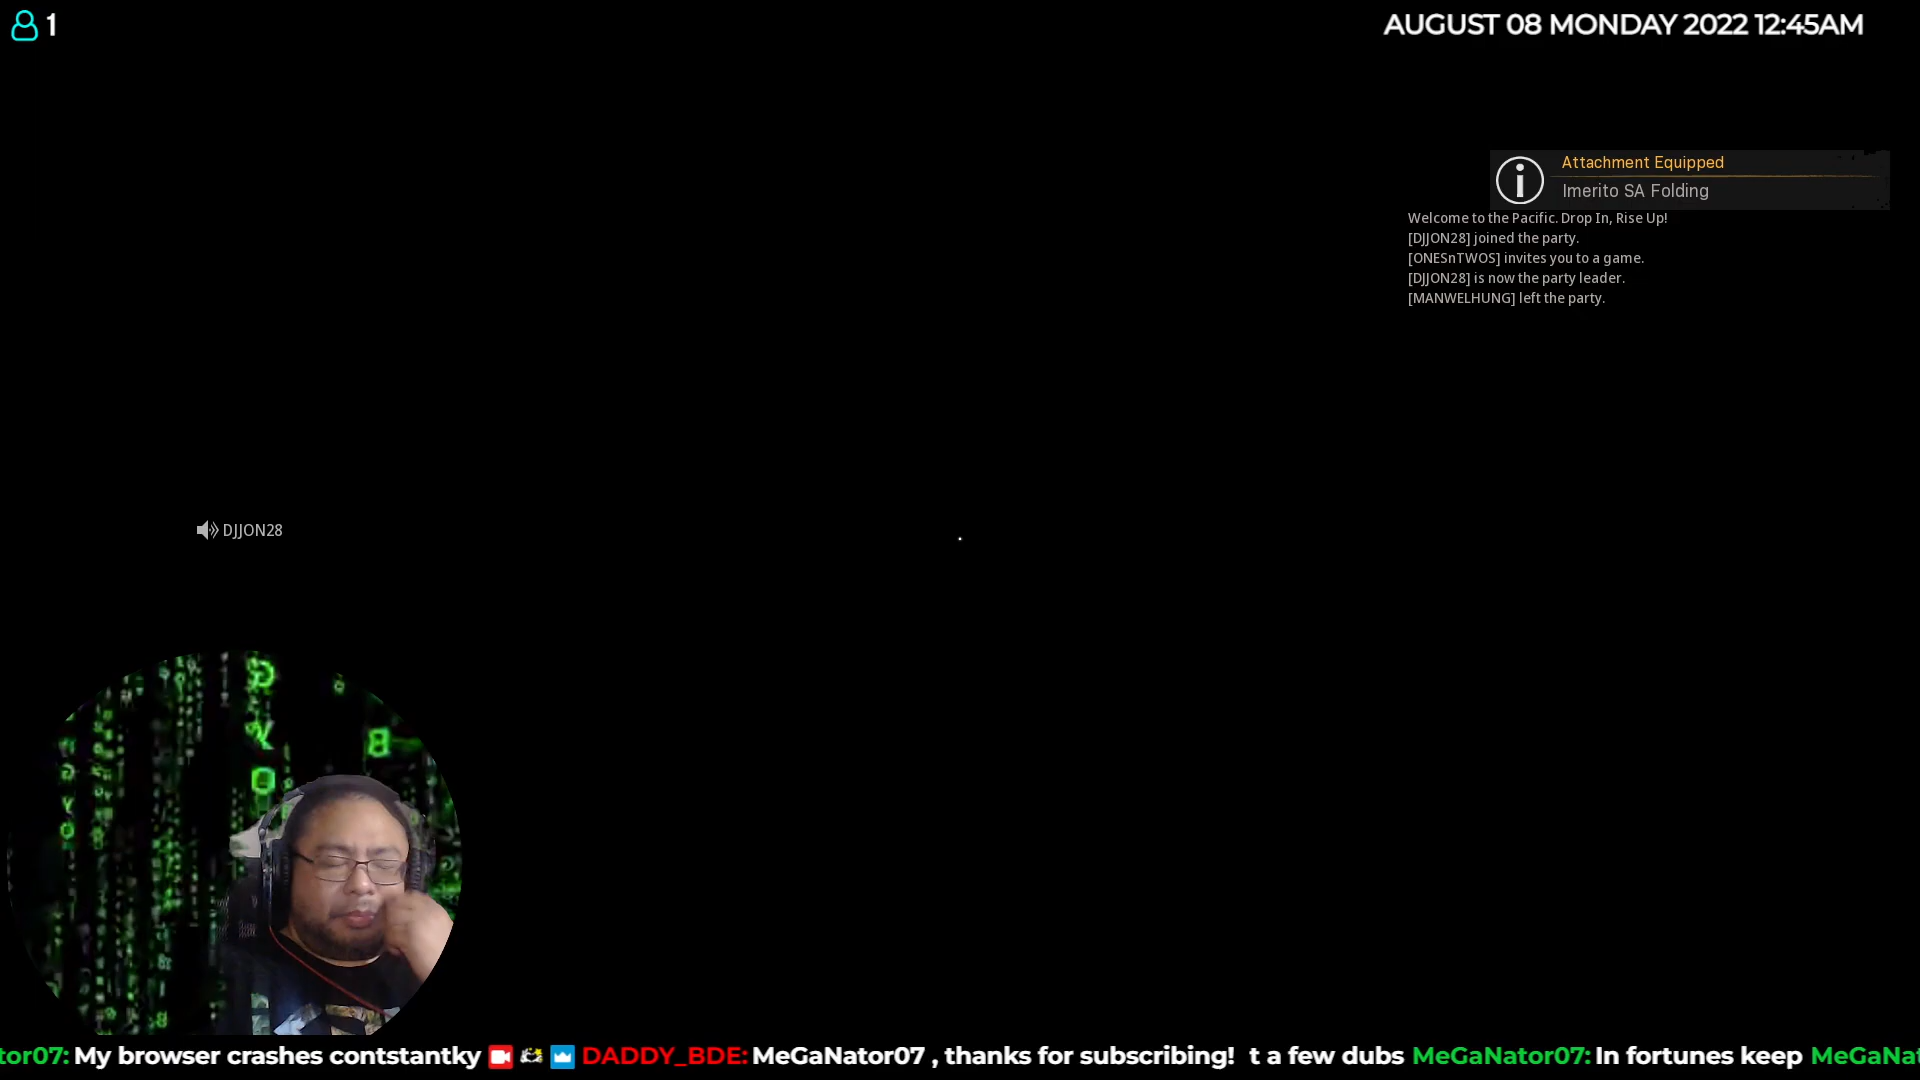 1
AUGUST 08 MONDAY 2022 12:45AM
Attachment Equipped
Imerito SA Folding
Welcome to the Pacific. Drop In, Rise Up!
[DJJON28] joined the party.
[ONESnTWOS] invites you to a game.
[DJJON28] is now the party leader.
[MANWELHUNG] left the party.
DJJON28
tor07: My browser crashes contstantky DADDY_BDE: MeGaNator07 , thanks for subscribing! t a few dubs MeGaNator07: In fortunes keep MeGaNat